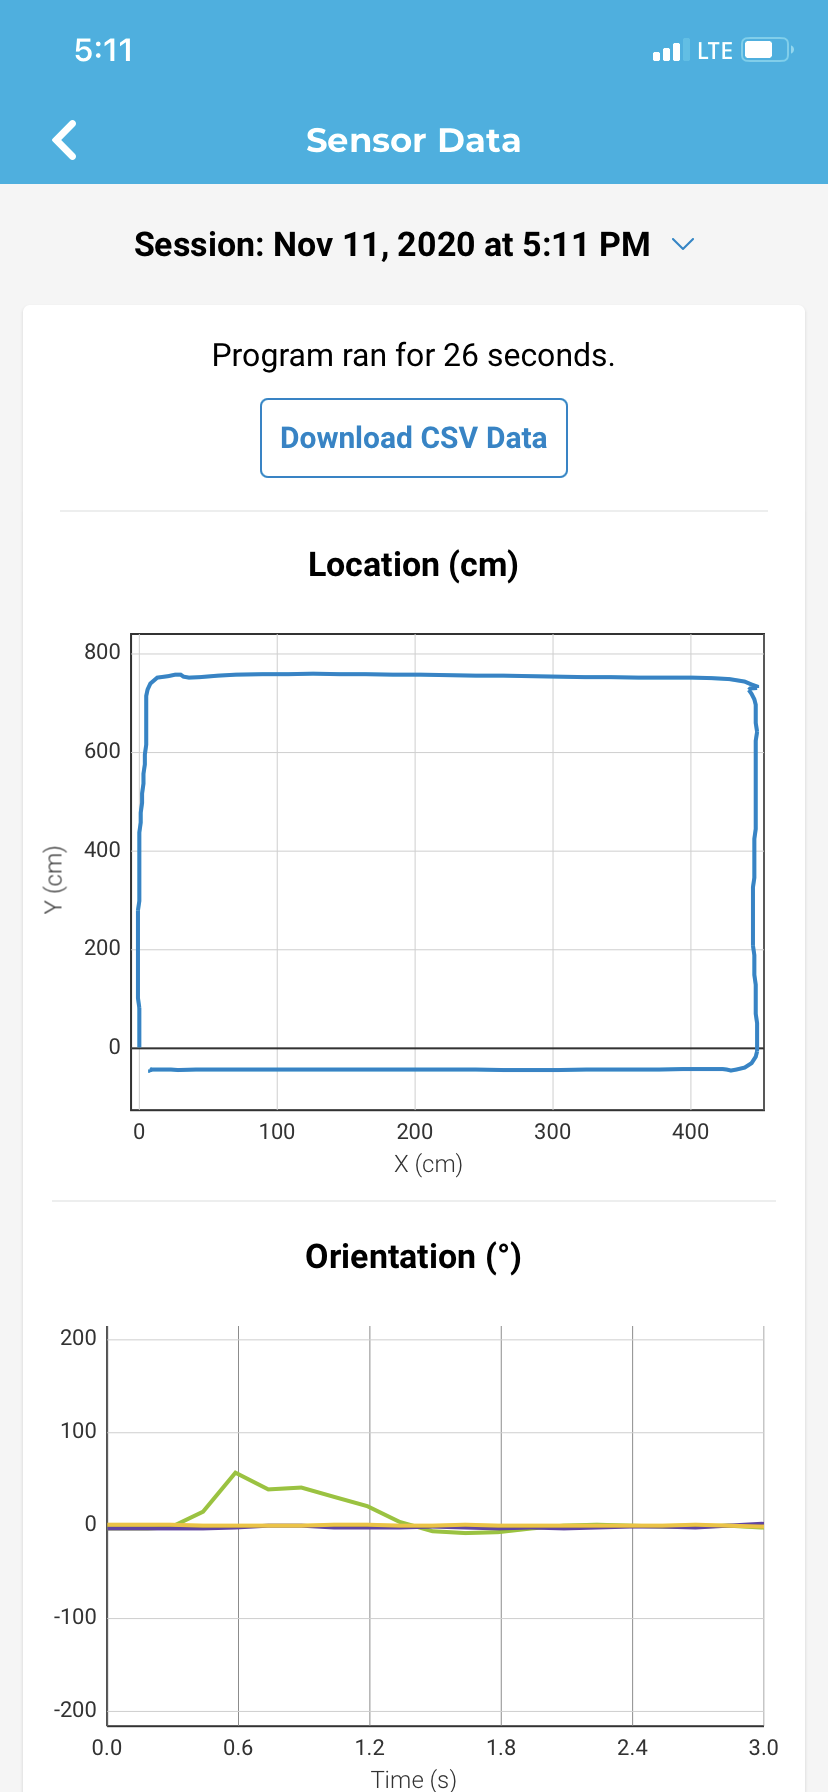 5:11
LTE
Sensor Data
Session: Nov 11, 2020 at 5:11 PM
Program ran for 26 seconds.
Download CSV Data
Location (cm)
800
600
400
200
0
Y (cm)
0 100 200 300 400
X (cm)
Orientation (°)
200
100
0
-100
-200
0.0 0.6 1.2 1.8 2.4 3.0
Time (s)